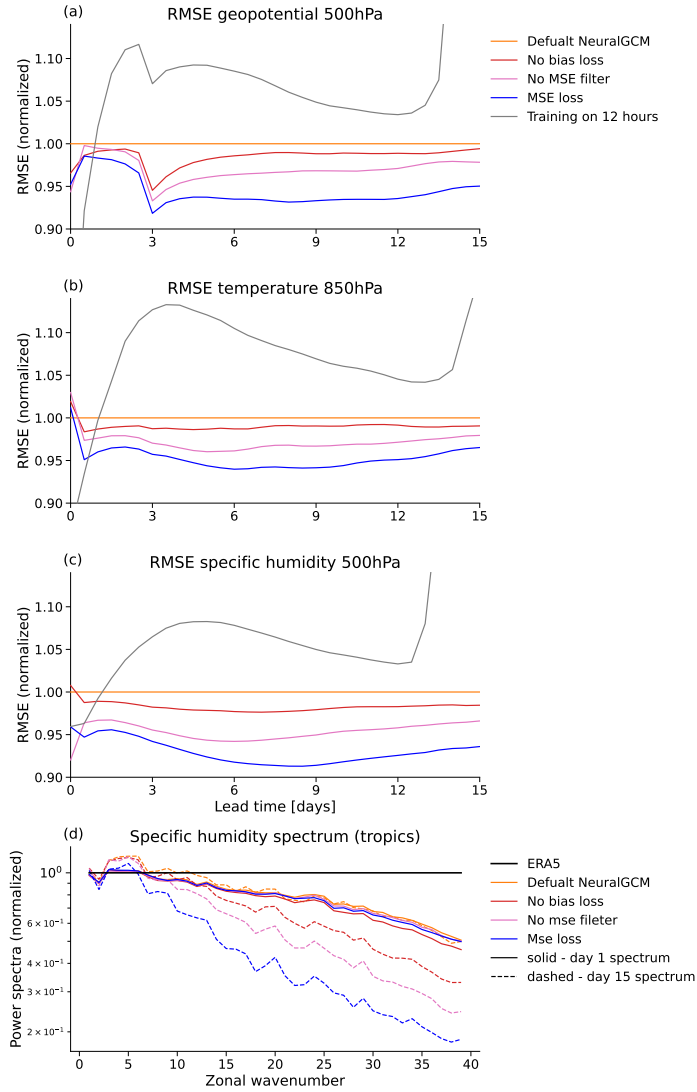 (a)
RMSE geopotential 500hPa
RMSE (normalized)
1.10
1.05
1.00
0.95
0.90
0 3 6 9 12 15
Defualt NeuralGCM
No bias loss
No MSE filter
MSE loss
Training on 12 hours
(b)
RMSE temperature 850hPa
RMSE (normalized)
1.10
1.05
1.00
0.95
0.90
0 3 6 9 12 15
(c)
RMSE specific humidity 500hPa
RMSE (normalized)
1.10
1.05
1.00
0.95
0.90
0 3 6 9 12 15
Lead time [days]
(d)
Specific humidity spectrum (tropics)
Power spectra (normalized)
10⁰
6 × 10⁻¹
4 × 10⁻¹
3 × 10⁻¹
2 × 10⁻¹
0 5 10 15 20 25 30 35 40
Zonal wavenumber
ERA5
Defualt NeuralGCM
No bias loss
No mse fileter
Mse loss
solid - day 1 spectrum
dashed - day 15 spectrum